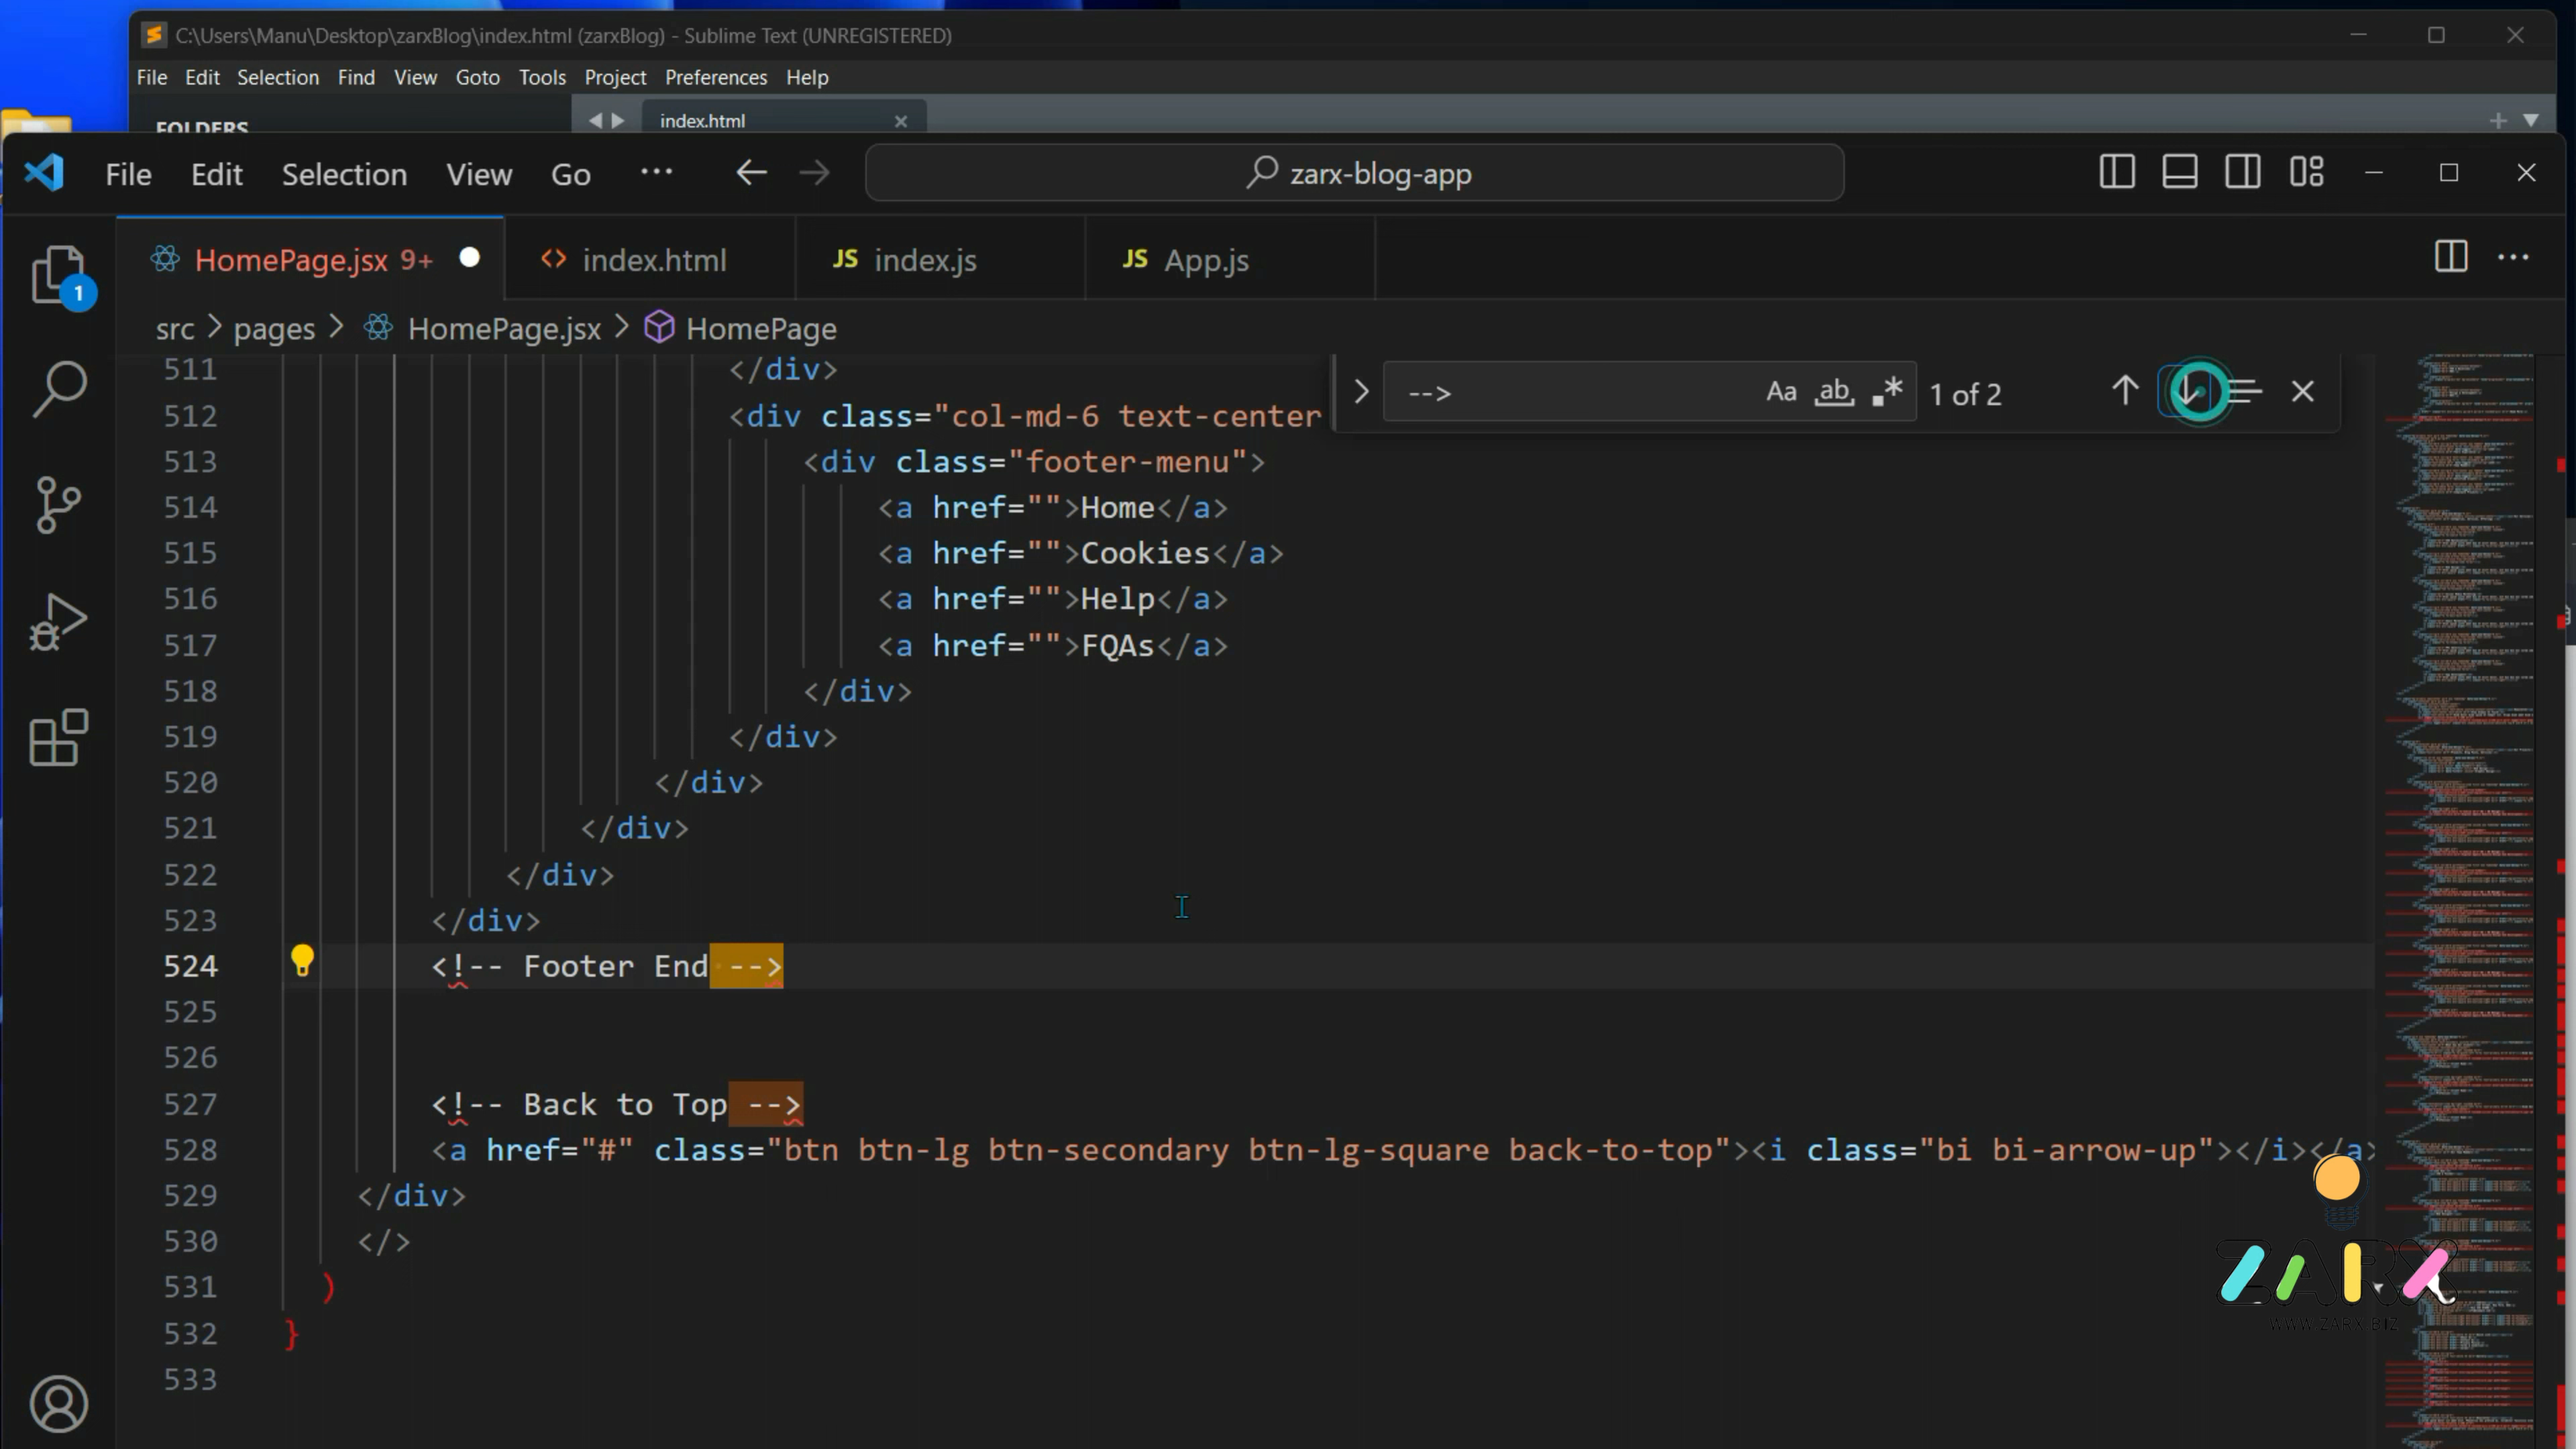 C:\Users\Manu\Desktop\zarxBlog\index.html (zarxBlog) - Sublime Text (UNREGISTERED)
File Edit Selection Find View Goto Tools Project Preferences Help
FOLDERS
index.html
File Edit Selection View Go ···
zarx-blog-app
HomePage.jsx 9+
index.html
JS index.js
JS App.js
1
src > pages > HomePage.jsx > HomePage
-->
Aa ab .* 1 of 2
511 </div>
512 <div class="col-md-6 text-center
513 <div class="footer-menu">
514 <a href="">Home</a>
515 <a href="">Cookies</a>
516 <a href="">Help</a>
517 <a href="">FQAs</a>
518 </div>
519 </div>
520 </div>
521 </div>
522 </div>
523 </div>
524 <!-- Footer End -->
525
526
527 <!-- Back to Top -->
528 <a href="#" class="btn btn-lg btn-secondary btn-lg-square back-to-top"><i class="bi bi-arrow-up"></i></a>
529 </div>
530 </>
531 )
532 }
533
ZARX
WWW.ZARX.BIZ